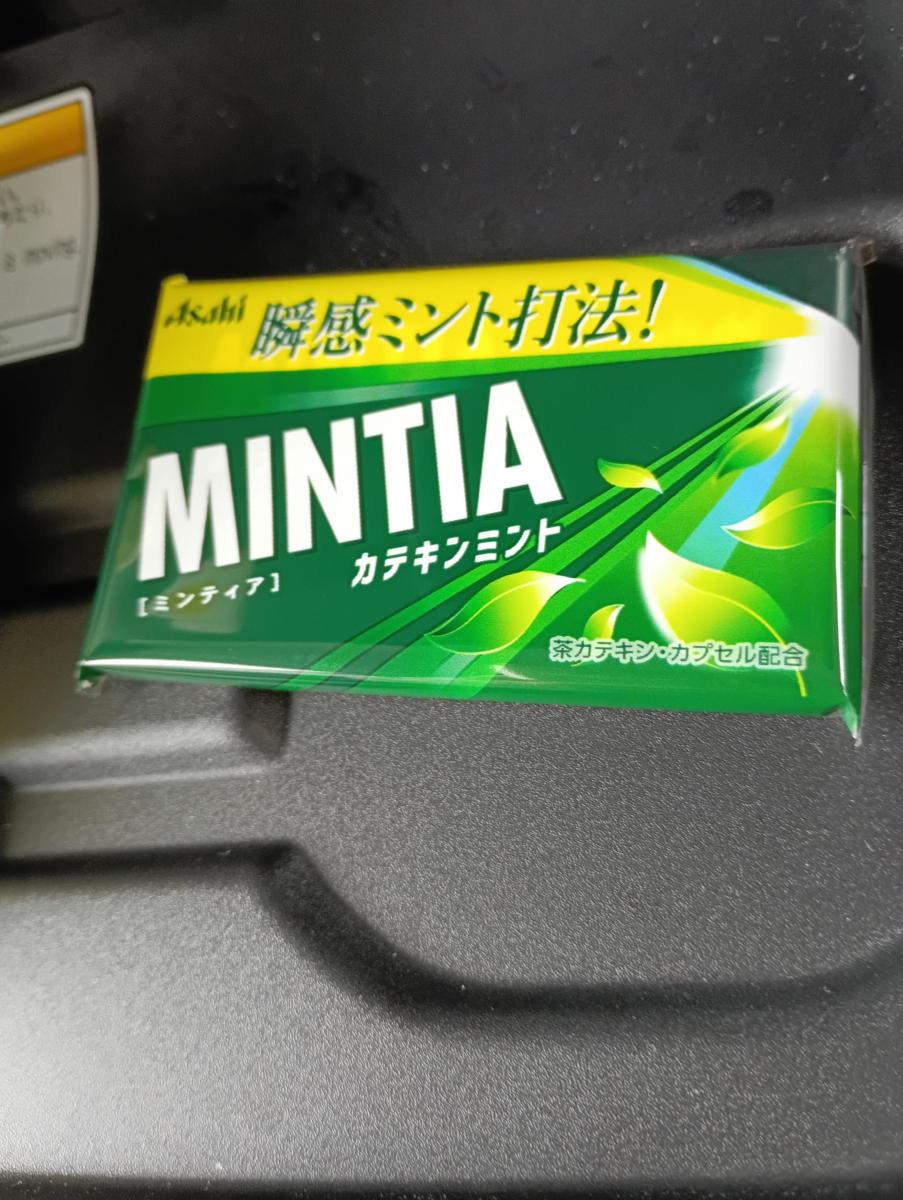 Asahi
瞬感ミント打法!
MINTIA
カテキンミント
[ミンティア]
茶カテキン・カプセル配合
moving